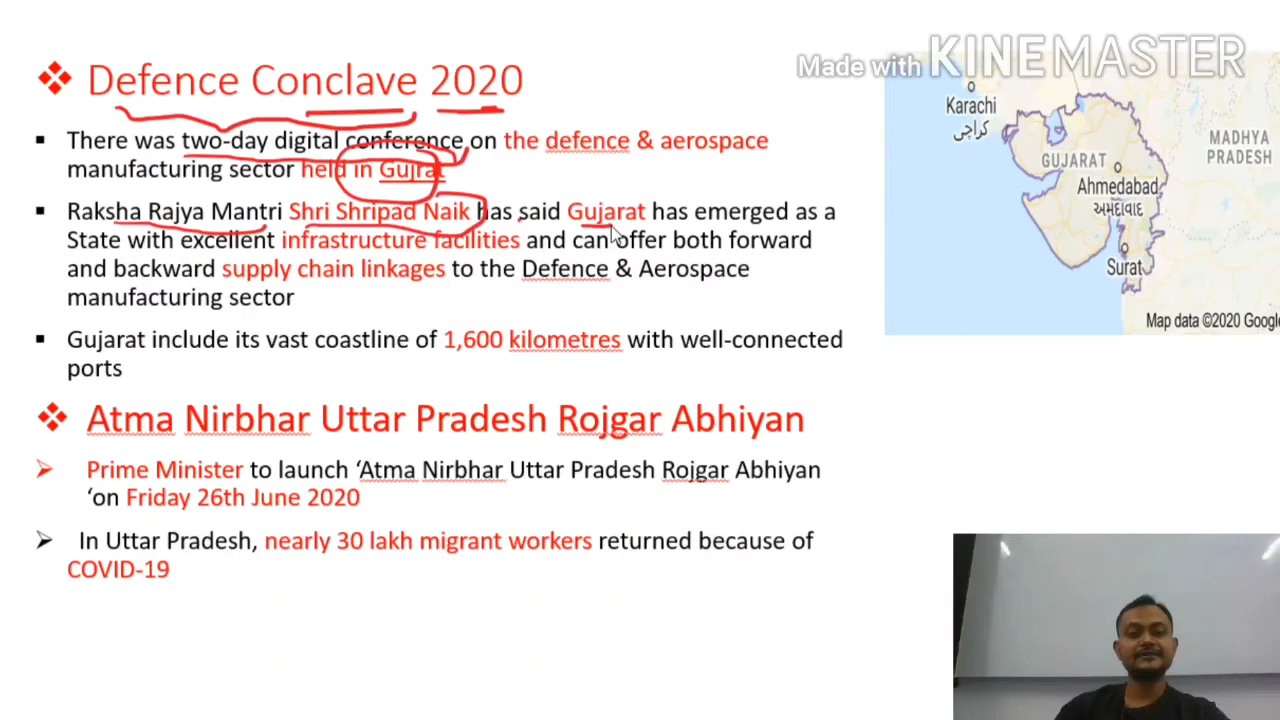 Made with KINEMASTER
❖ Defence Conclave 2020
▪ There was two-day digital conference on the defence & aerospace
manufacturing sector held in Gujrat
▪ Raksha Rajya Mantri Shri Shripad Naik has said Gujarat has emerged as a
State with excellent infrastructure facilities and can offer both forward
and backward supply chain linkages to the Defence & Aerospace
manufacturing sector
▪ Gujarat include its vast coastline of 1,600 kilometres with well-connected
ports
❖ Atma Nirbhar Uttar Pradesh Rojgar Abhiyan
➢ Prime Minister to launch ‘Atma Nirbhar Uttar Pradesh Rojgar Abhiyan
‘on Friday 26th June 2020
➢ In Uttar Pradesh, nearly 30 lakh migrant workers returned because of
COVID-19
Karachi
كراچى
GUJARAT
MADHYA
PRADESH
Ahmedabad
અમદાવાદ
Surat
Map data ©2020 Google